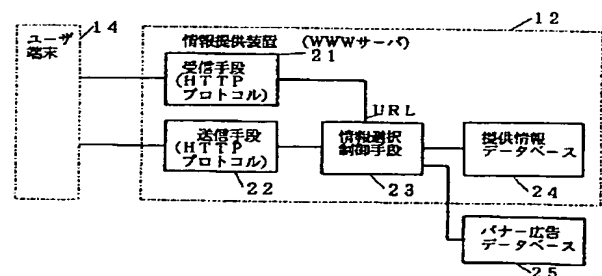 14
12
ユーザ
端末
情報提供装置 (WWWサーバ)
21
受信手段
(HTTP
プロトコル)
URL
送信手段
(HTTP
プロトコル)
情報選択
制御手段
提供情報
データベース
22
23
24
バナー広告
データベース
25